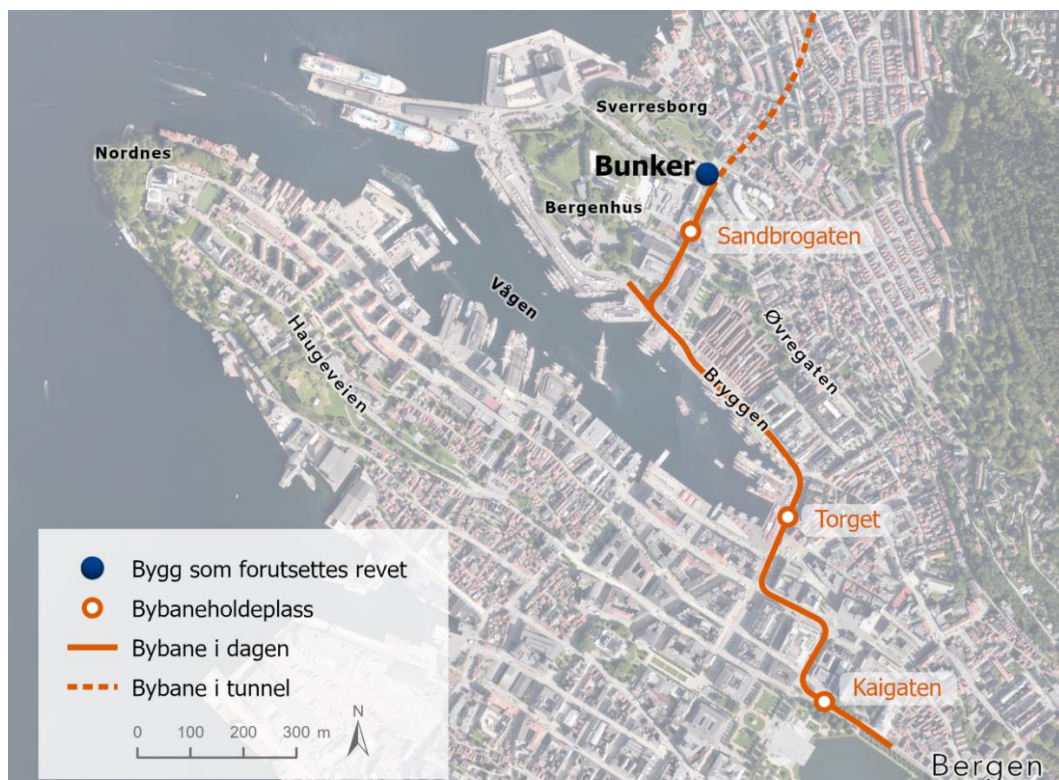 Sverresborg
Nordnes
Bunker
Bergenhus
Sandbrogaten
Vågen
Øvregaten
Haugeveien
Bryggen
Torget
Bygg som forutsettes revet
Bybaneholdeplass
Bybane i dagen
Bybane i tunnel
Kaigaten
N
0 100 200 300 m
Bergen